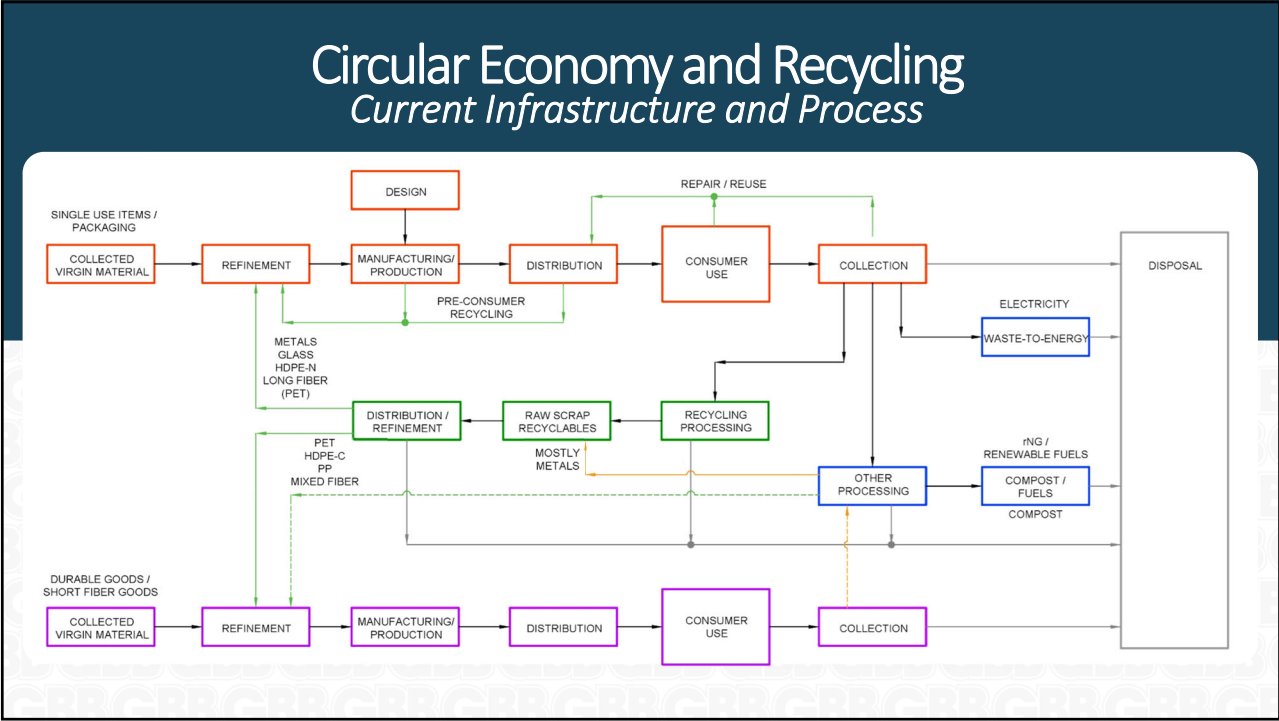 Circular Economy and Recycling
Current Infrastructure and Process
DESIGN
REPAIR / REUSE
SINGLE USE ITEMS /
PACKAGING
COLLECTED
VIRGIN MATERIAL
REFINEMENT
MANUFACTURING/
PRODUCTION
DISTRIBUTION
CONSUMER
USE
COLLECTION
DISPOSAL
PRE-CONSUMER
RECYCLING
ELECTRICITY
WASTE-TO-ENERGY
METALS
GLASS
HDPE-N
LONG FIBER
(PET)
DISTRIBUTION /
REFINEMENT
RAW SCRAP
RECYCLABLES
RECYCLING
PROCESSING
PET
HDPE-C
PP
MIXED FIBER
MOSTLY
METALS
OTHER
PROCESSING
rNG /
RENEWABLE FUELS
COMPOST /
FUELS
COMPOST
DURABLE GOODS /
SHORT FIBER GOODS
COLLECTED
VIRGIN MATERIAL
REFINEMENT
MANUFACTURING/
PRODUCTION
DISTRIBUTION
CONSUMER
USE
COLLECTION